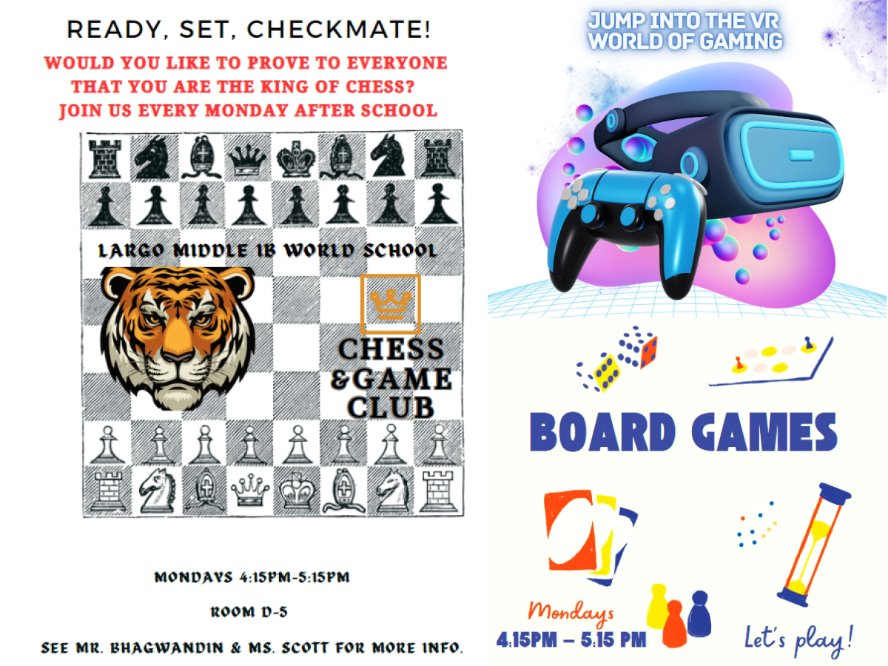 READY, SET, CHECKMATE!
WOULD YOU LIKE TO PROVE TO EVERYONE
THAT YOU ARE THE KING OF CHESS?
JOIN US EVERY MONDAY AFTER SCHOOL
LARGO MIDDLE IB WORLD SCHOOL
CHESS
&GAME
CLUB
MONDAYS 4:15PM-5:15PM
ROOM D-5
SEE MR. BHAGWANDIN & MS. SCOTT FOR MORE INFO.
JUMP INTO THE VR
WORLD OF GAMING
BOARD GAMES
Mondays
4:15PM – 5:15 PM
Let's play!